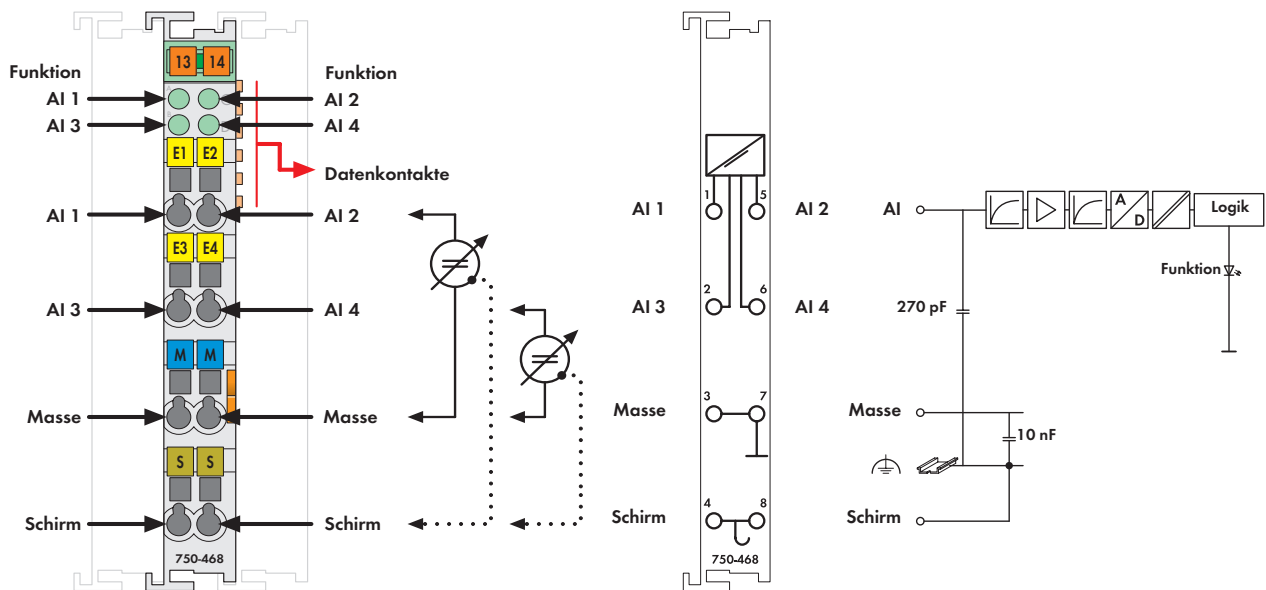 13 14
Funktion
Funktion
AI 1
AI 2
AI 3
AI 4
E1 E2
Datenkontakte
AI 1
AI 2
E3 E4
AI 3
AI 4
M M
Masse
Masse
S S
Schirm
Schirm
750-468
1
5
AI 1
AI 2
2
6
AI 3
AI 4
3
7
Masse
4
8
Schirm
750-468
AI
A
D
Logik
Funktion
270 pF
Masse
10 nF
Schirm